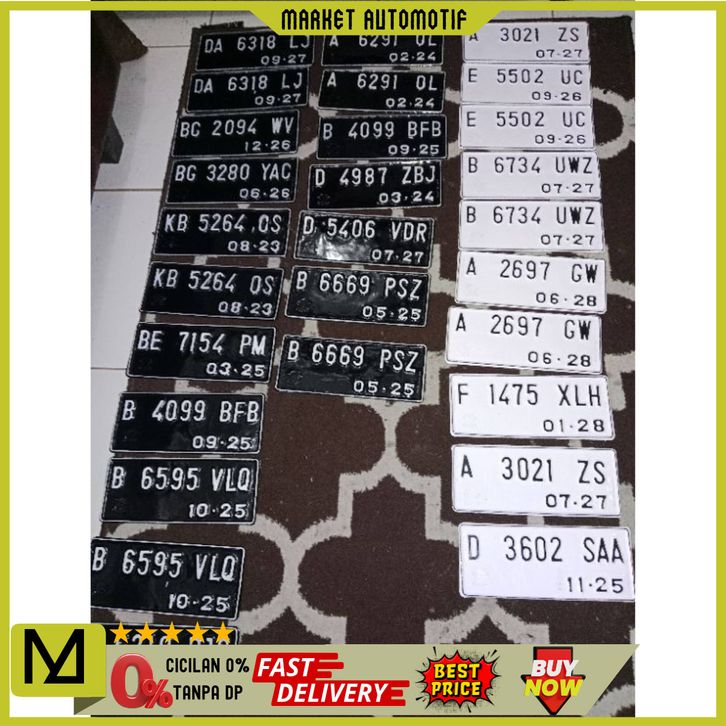 MARKET AUTOMOTIF
DA 6318 LJ
09·27
DA 6318 LJ
09·27
BG 2094 WV
12·26
BG 3280 YAC
06·26
KB 5264 OS
08·23
KB 5264 OS
08·23
BE 7154 PM
03·25
B 4099 BFB
09·25
B 6595 VLQ
10·25
B 6595 VLQ
10·25
A 6291 QL
02·24
A 6291 QL
02·24
B 4099 BFB
09·25
D 4987 ZBJ
03·24
D 5406 VDR
07·27
B 6669 PSZ
05·25
B 6669 PSZ
05·25
A 3021 ZS
07·27
E 5502 UC
09·26
E 5502 UC
09·26
B 6734 UWZ
07·27
B 6734 UWZ
07·27
A 2697 GW
06·28
A 2697 GW
06·28
F 1475 XLH
01·28
A 3021 ZS
07·27
D 3602 SAA
11·25
M
0%
CICILAN 0%
TANPA DP
FAST
DELIVERY
BEST
PRICE
BUY
NOW